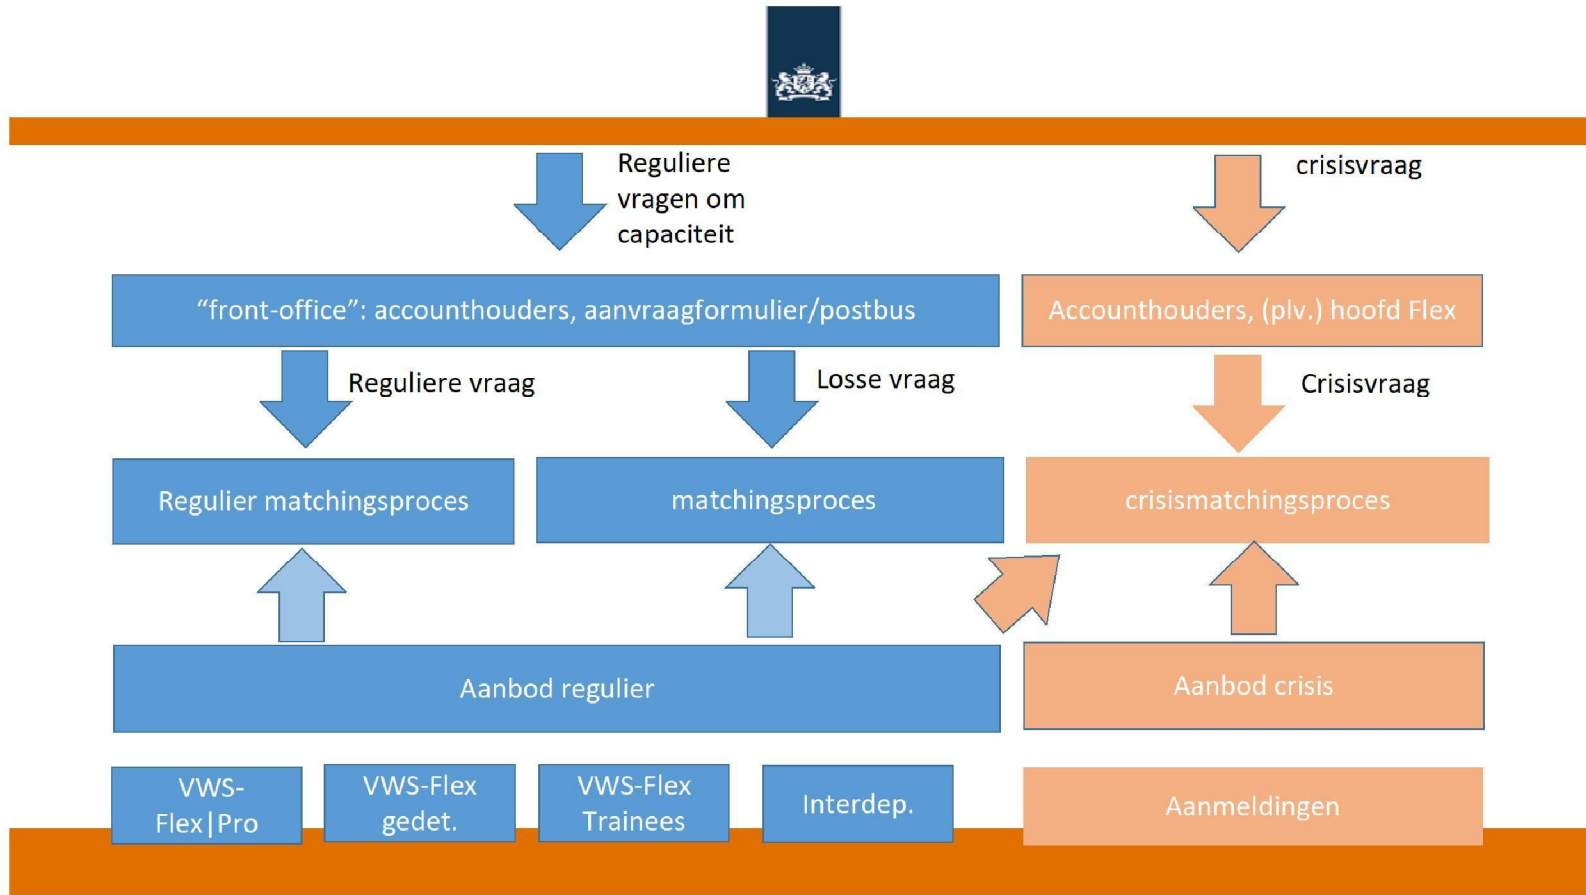 Reguliere
vragen om
capaciteit
crisisvraag
“front-office”: accounthouders, aanvraagformulier/postbus
Accounthouders, (plv.) hoofd Flex
Reguliere vraag
Losse vraag
Crisisvraag
Regulier matchingsproces
matchingsproces
crisismatchingsproces
Aanbod regulier
Aanbod crisis
VWS-
Flex|Pro
VWS-Flex
gedet.
VWS-Flex
Trainees
Interdep.
Aanmeldingen